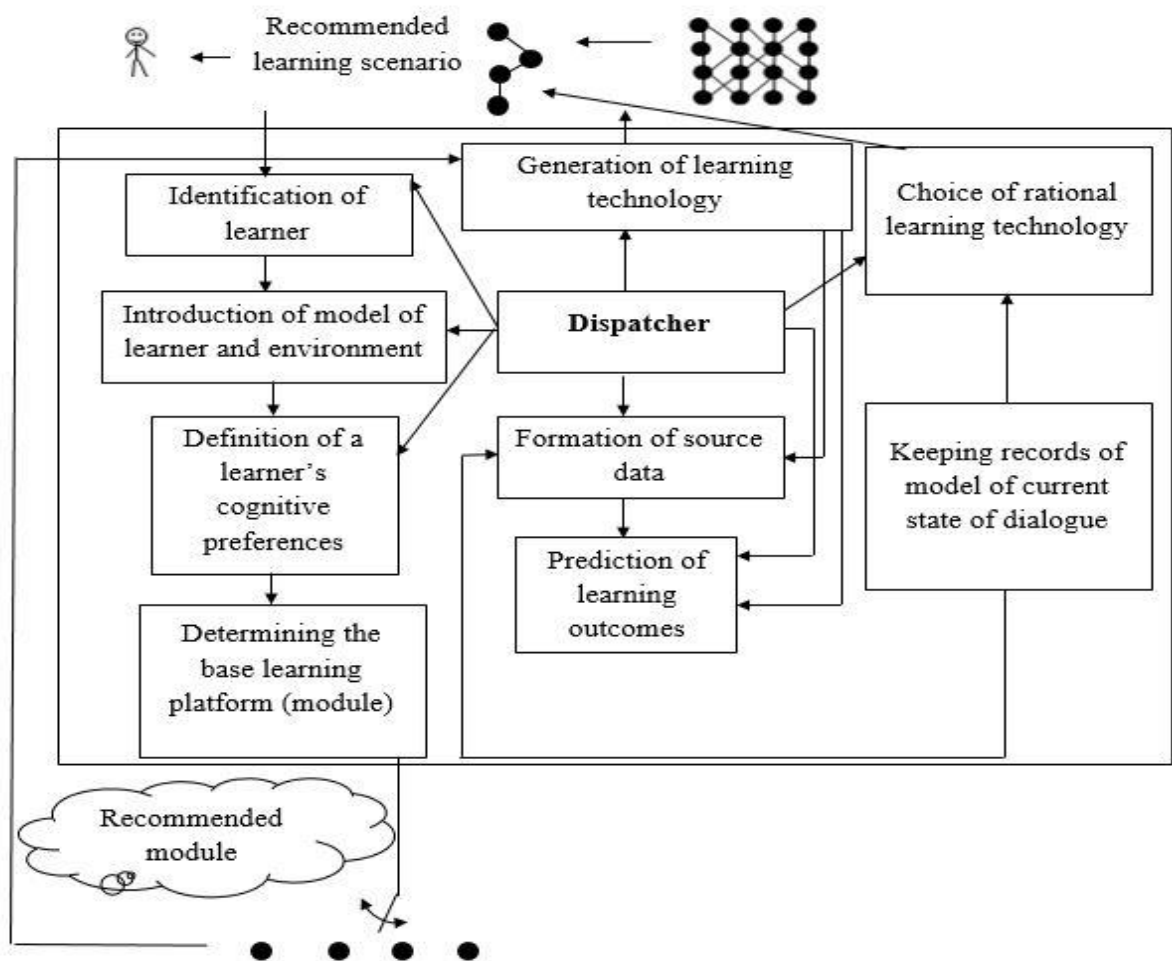 Recommended
learning scenario
Identification of
learner
Introduction of model of
learner and environment
Definition of a
learner's
cognitive
preferences
Determining the
base learning
platform (module)
Recommended
module
Generation of learning
technology
Dispatcher
Formation of source
data
Prediction of
learning
outcomes
Choice of rational
learning technology
Keeping records of
model of current
state of dialogue